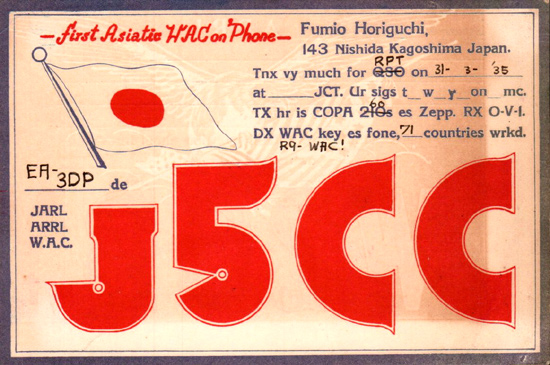 — first Asiatic WAC on 'Phone —
Fumio Horiguchi,
143 Nishida Kagoshima Japan.
RPT
Tnx vy much for QSO on 31- 3- '35
at JCT. Ur sigs t w r on mc.
68
TX hr is COPA 210s es Zepp. RX O-V-1.
DX WAC key es fone, 71 countries wrkd.
R9- WAC!
EA-
3DP de
JARL
ARRL
W.A.C.
J5CC